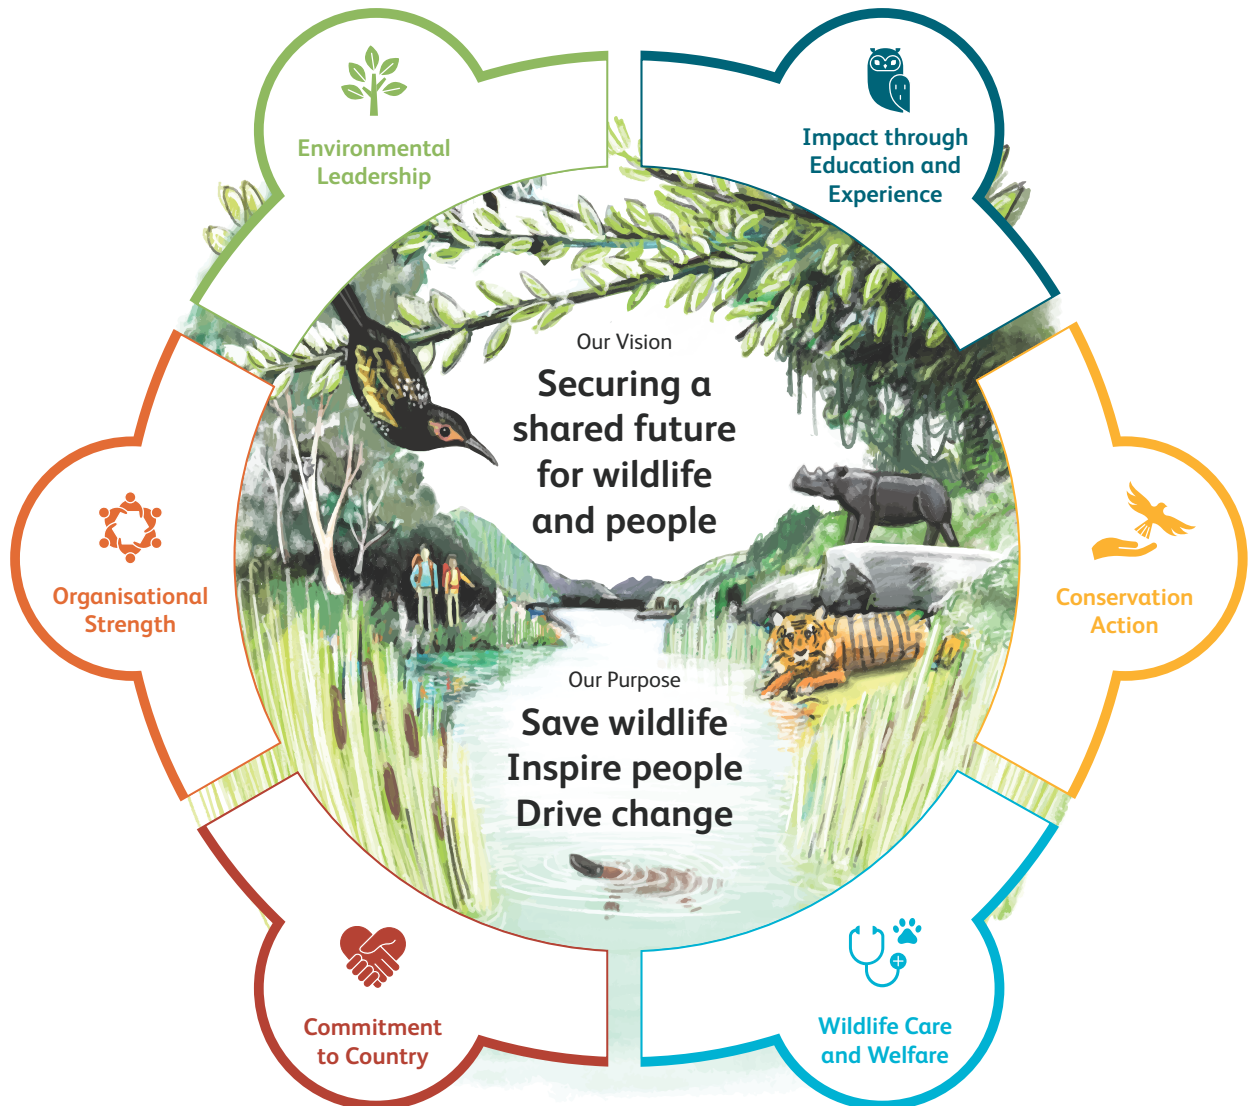 Environmental
Leadership
Impact through
Education and
Experience
Our Vision
Securing a
shared future
for wildlife
and people
Organisational
Strength
Conservation
Action
Our Purpose
Save wildlife
Inspire people
Drive change
Commitment
to Country
Wildlife Care
and Welfare